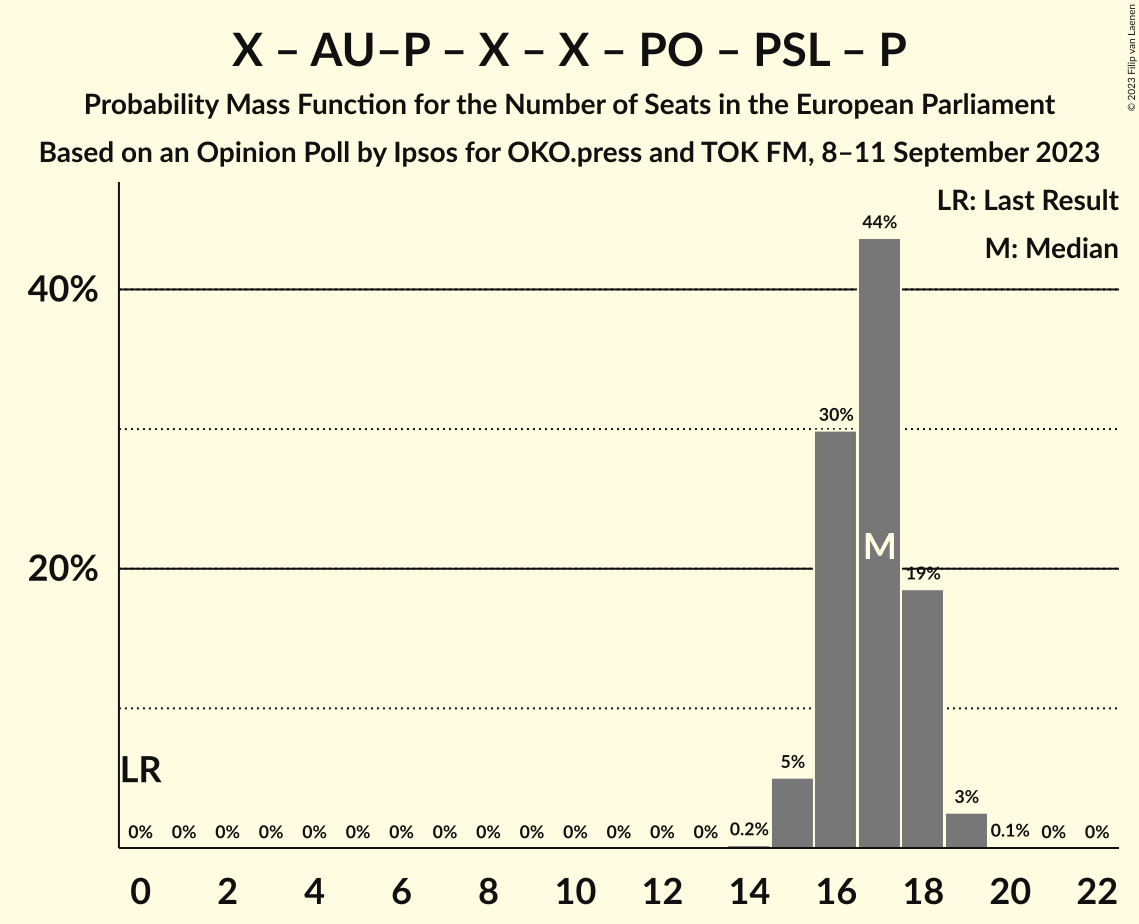 X – AU–P – X – X – PO – PSL – P
Probability Mass Function for the Number of Seats in the European Parliament
Based on an Opinion Poll by Ipsos for OKO.press and TOK FM, 8–11 September 2023
© 2023 Filip van Laenen
LR: Last Result
M: Median
44%
40%
30%
M
20%
19%
LR
5%
3%
0% 0% 0% 0% 0% 0% 0% 0% 0% 0% 0% 0% 0% 0% 0.2% 0.1% 0% 0%
0 2 4 6 8 10 12 14 16 18 20 22